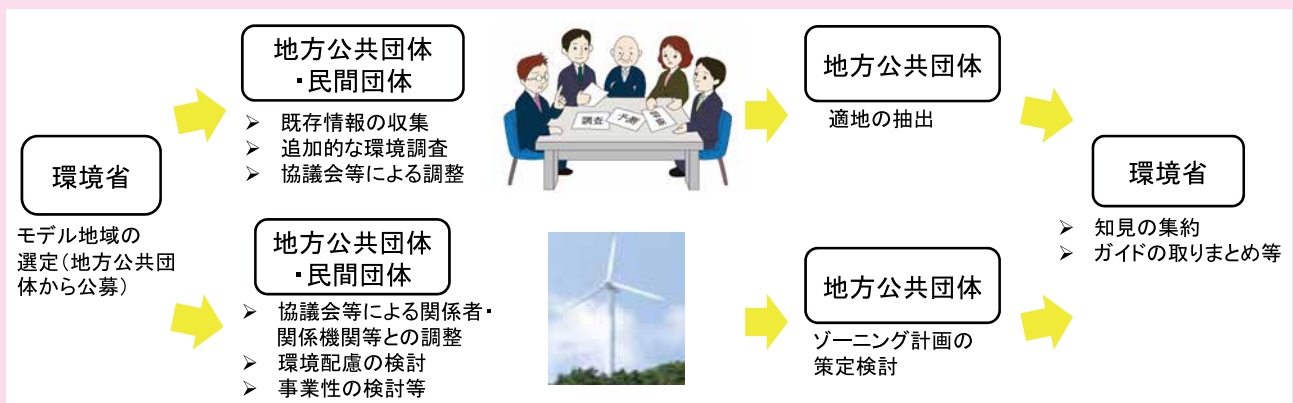 環境省
モデル地域の
選定(地方公共団
体から公募)
地方公共団体
・民間団体
➢ 既存情報の収集
➢ 追加的な環境調査
➢ 協議会等による調整
調査
予測
評価
地方公共団体
適地の抽出
地方公共団体
・民間団体
➢ 協議会等による関係者・
関係機関等との調整
➢ 環境配慮の検討
➢ 事業性の検討等
地方公共団体
ゾーニング計画の
策定検討
環境省
➢ 知見の集約
➢ ガイドの取りまとめ等